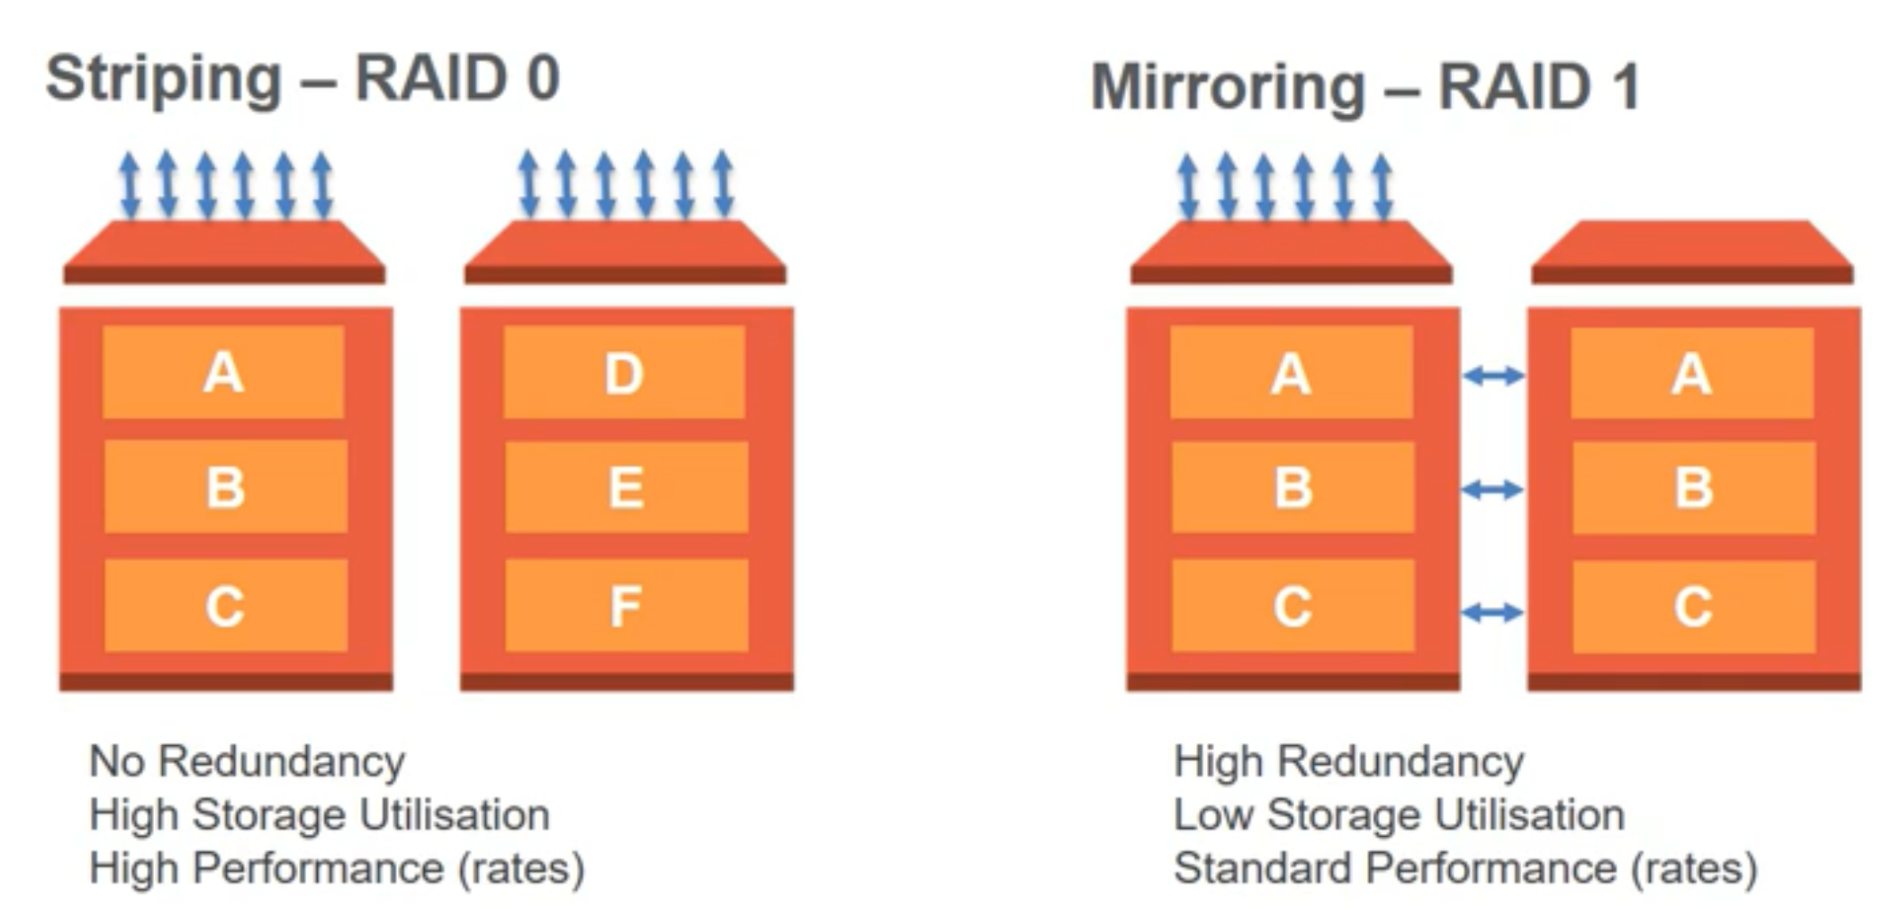 Striping – RAID 0
A
B
C
D
E
F
No Redundancy
High Storage Utilisation
High Performance (rates)
Mirroring – RAID 1
A
B
C
A
B
C
High Redundancy
Low Storage Utilisation
Standard Performance (rates)